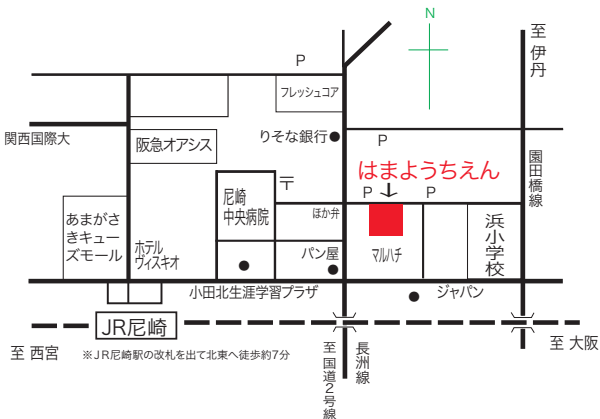 N
至
伊丹
P
フレッシュコア
関西国際大
阪急オアシス
りそな銀行
P
はまようちえん
園田橋線
〒
P
P
尼崎
中央病院
ほか弁
あまがさ
きキュー
ズモール
ホテル
ヴィスキオ
パン屋
マルハチ
浜小学校
小田北生涯学習プラザ
ジャパン
JR尼崎
至 西宮
※JR尼崎駅の改札を出て北東へ徒歩約7分
至 国道2号線
長洲線
至 大阪